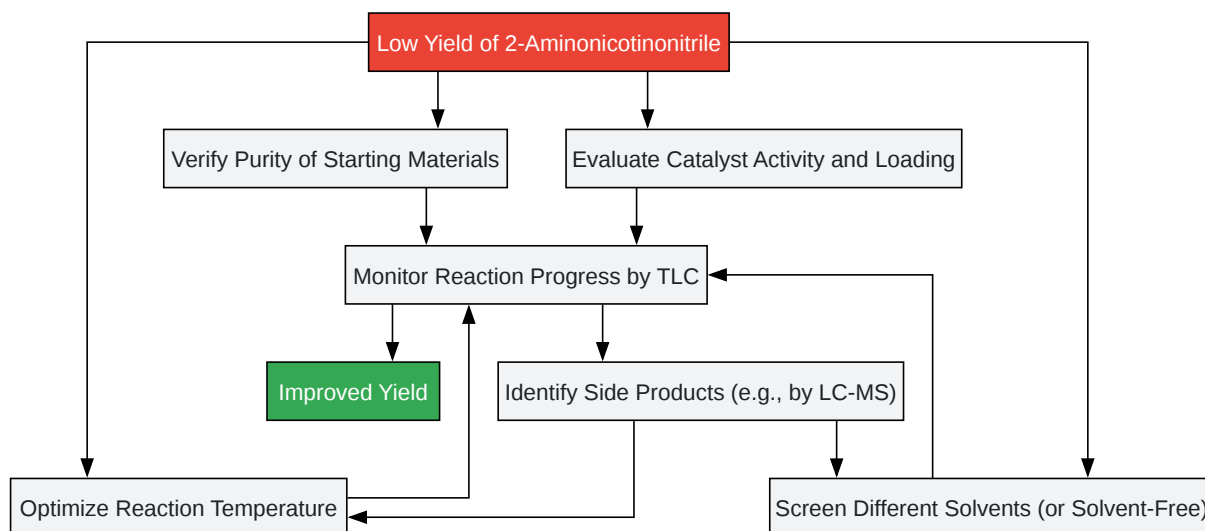 Low Yield of 2-Aminonicotinonitrile
Verify Purity of Starting Materials
Evaluate Catalyst Activity and Loading
Monitor Reaction Progress by TLC
Improved Yield
Identify Side Products (e.g., by LC-MS)
Optimize Reaction Temperature
Screen Different Solvents (or Solvent-Free)